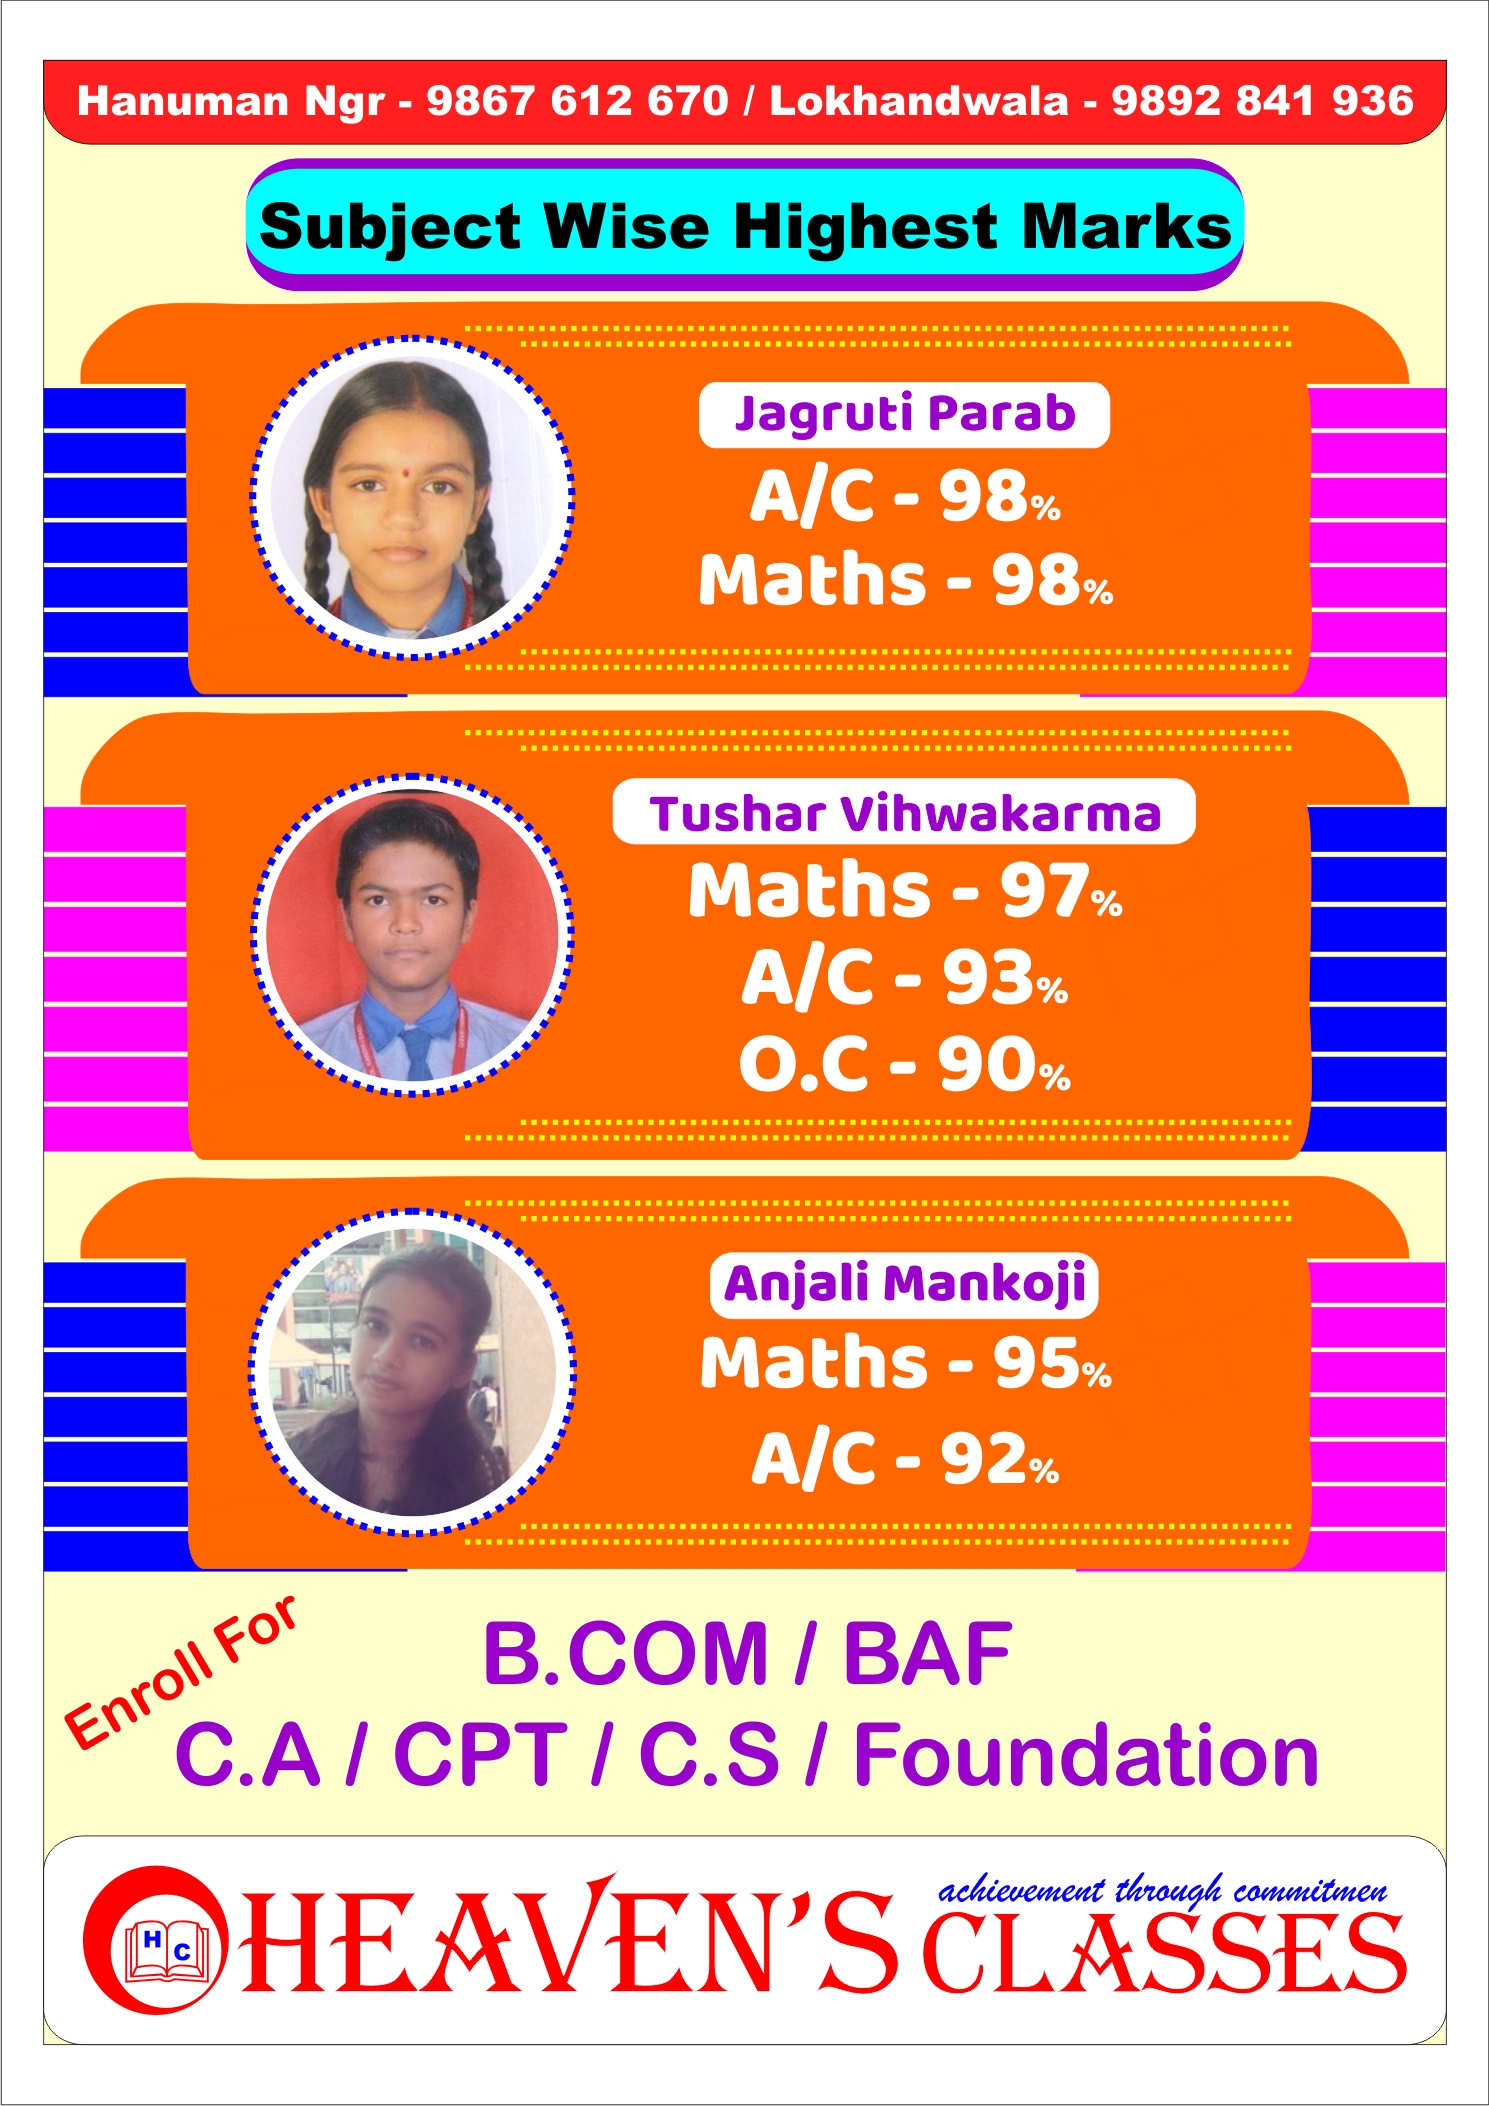 Hanuman Ngr - 9867 612 670 / Lokhandwala - 9892 841 936
Subject Wise Highest Marks
Jagruti Parab
A/C - 98%
Maths - 98%
Tushar Vihwakarma
Maths - 97%
A/C - 93%
O.C - 90%
Anjali Mankoji
Maths - 95%
A/C - 92%
Enroll For
B.COM / BAF
C.A / CPT / C.S / Foundation
H C
achievement through commitmen
HEAVEN'S CLASSES